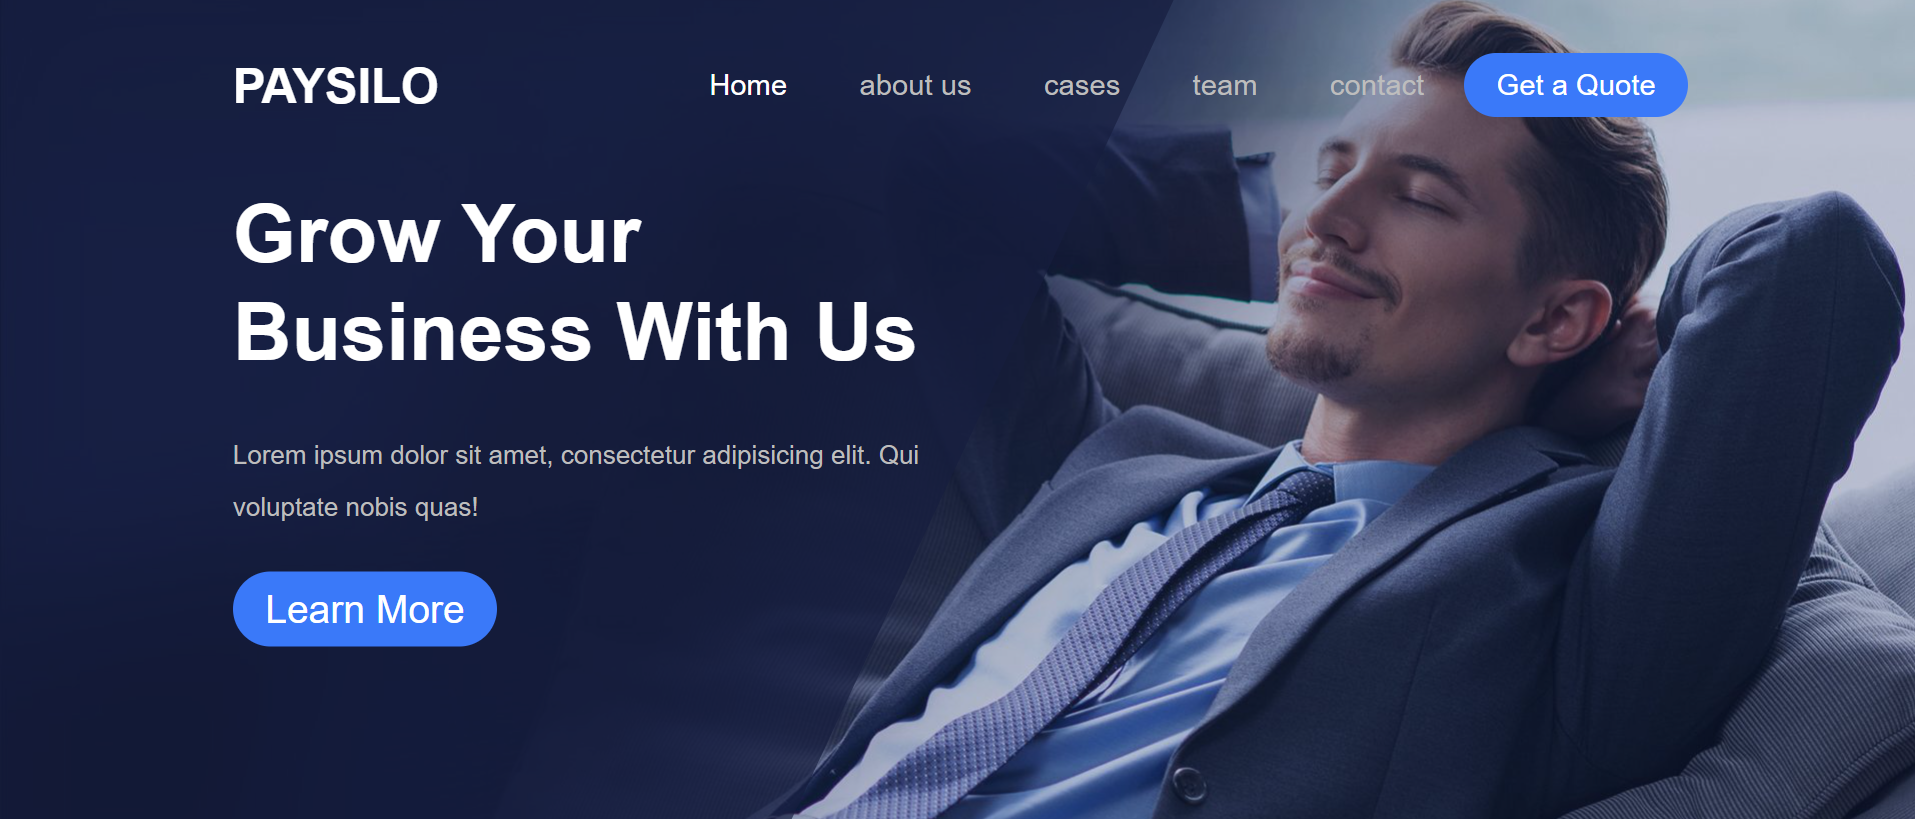 PAYSILO
Home about us cases team contact Get a Quote
Grow Your
Business With Us
Lorem ipsum dolor sit amet, consectetur adipisicing elit. Qui
voluptate nobis quas!
Learn More